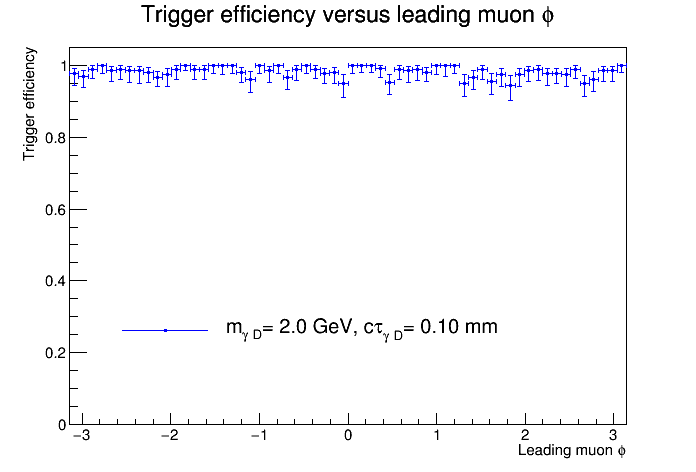 Trigger efficiency versus leading muon ϕ
Trigger efficiency
1
0.8
0.6
0.4
0.2
0
m_γ D = 2.0 GeV, cτ_γ D = 0.10 mm
−3 −2 −1 0 1 2 3
Leading muon ϕ